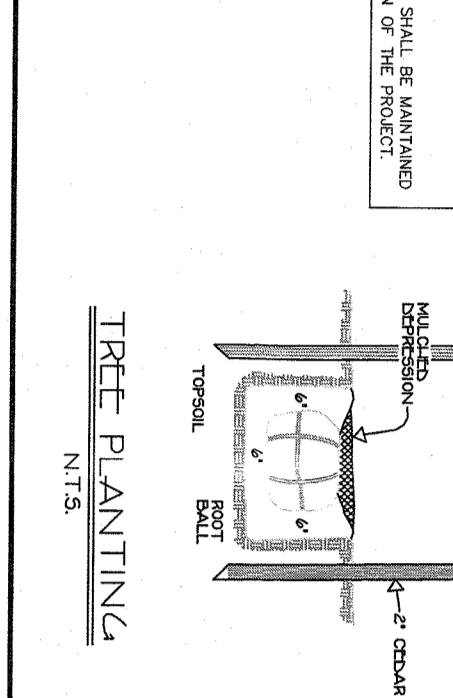 SHALL BE MAINTAINED
N OF THE PROJECT.
MULCHED
DEPRESSION
2" CEDAR
6"
6"
6"
TOPSOIL
ROOT
BALL
TREE PLANTING
N.T.S.